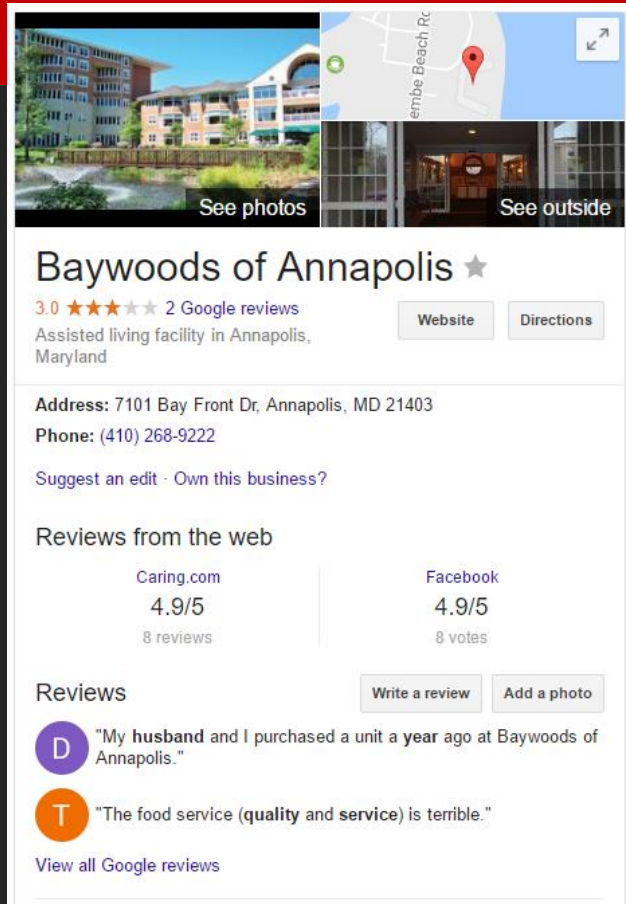 embe Beach Rd
See photos
See outside
Baywoods of Annapolis
3.0 2 Google reviews
Website
Directions
Assisted living facility in Annapolis,
Maryland
Address: 7101 Bay Front Dr, Annapolis, MD 21403
Phone: (410) 268-9222
Suggest an edit · Own this business?
Reviews from the web
Caring.com
4.9/5
8 reviews
Facebook
4.9/5
8 votes
Reviews
Write a review
Add a photo
D
"My husband and I purchased a unit a year ago at Baywoods of
Annapolis."
T
"The food service (quality and service) is terrible."
View all Google reviews